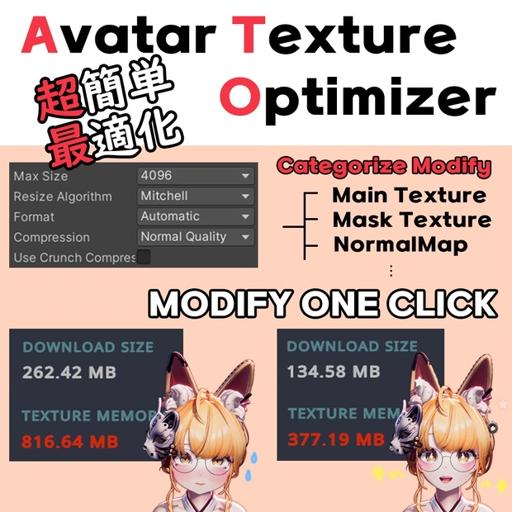 Avatar Texture
Optimizer
超簡単
最適化
Max Size 4096
Resize Algorithm Mitchell
Format Automatic
Compression Normal Quality
Use Crunch Compres
Categorize Modify
Main Texture
Mask Texture
NormalMap
MODIFY ONE CLICK
DOWNLOAD SIZE
262.42 MB
TEXTURE MEMO
816.64 MB
DOWNLOAD SIZE
134.58 MB
TEXTURE MEM
377.19 MB